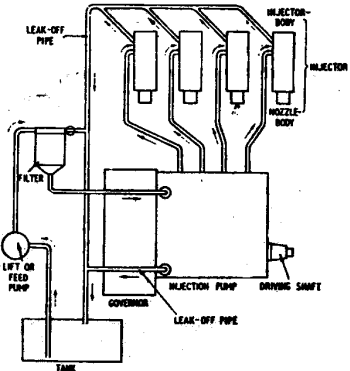 LEAK-OFF
PIPE
INJECTOR-
BODY
INJECTOR
NOZZLE-
BODY
FILTER
LIFT OR
FEED
PUMP
GOVERNOR
INJECTION PUMP
DRIVING SHAFT
LEAK-OFF PIPE
TANK